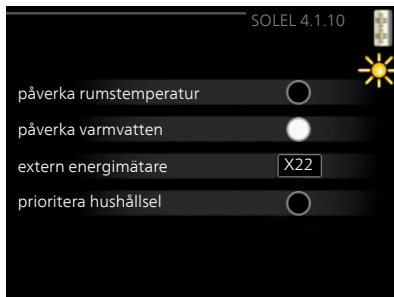 SOLEL 4.1.10
påverka rumstemperatur
påverka varmvatten
extern energimätare X22
prioritera hushållsel